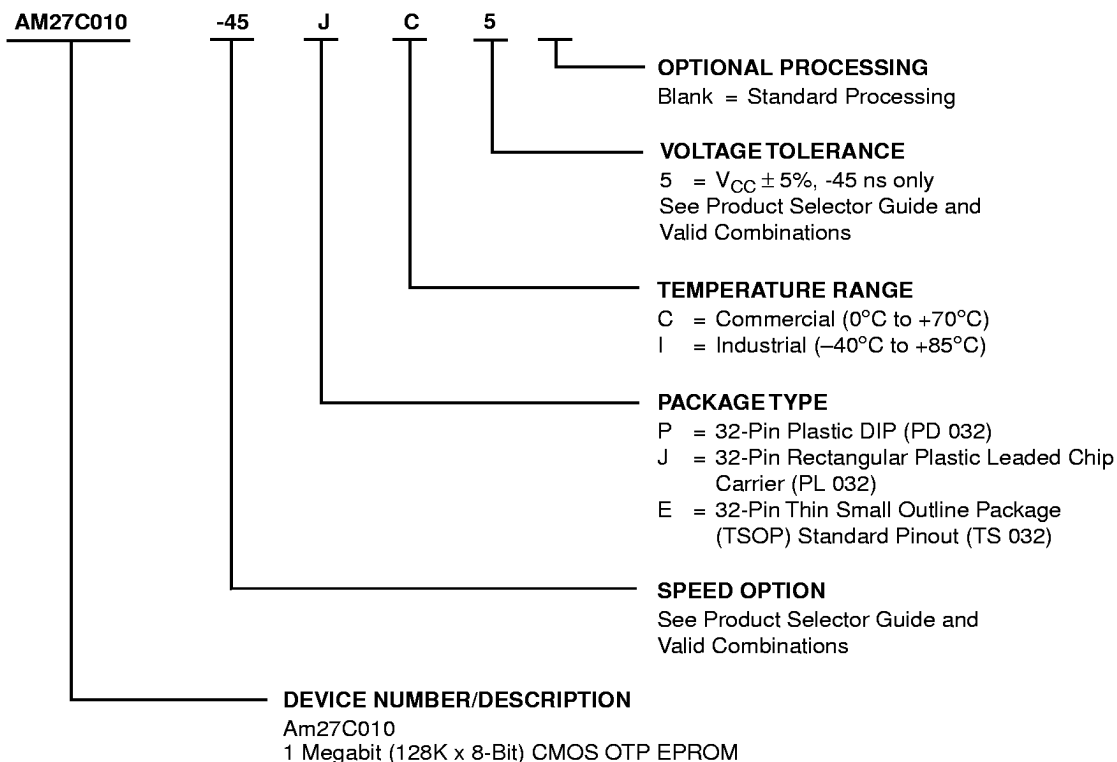 AM27C010 -45 J C 5
OPTIONAL PROCESSING
Blank = Standard Processing
VOLTAGE TOLERANCE
5 = VCC ± 5%, -45 ns only
See Product Selector Guide and
Valid Combinations
TEMPERATURE RANGE
C = Commercial (0°C to +70°C)
I = Industrial (–40°C to +85°C)
PACKAGE TYPE
P = 32-Pin Plastic DIP (PD 032)
J = 32-Pin Rectangular Plastic Leaded Chip
Carrier (PL 032)
E = 32-Pin Thin Small Outline Package
(TSOP) Standard Pinout (TS 032)
SPEED OPTION
See Product Selector Guide and
Valid Combinations
DEVICE NUMBER/DESCRIPTION
Am27C010
1 Megabit (128K x 8-Bit) CMOS OTP EPROM